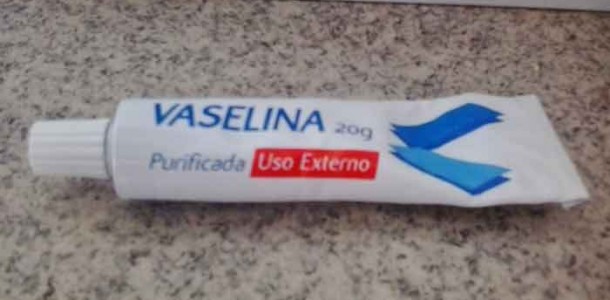 VASELINA 20g
Purificada Uso Externo